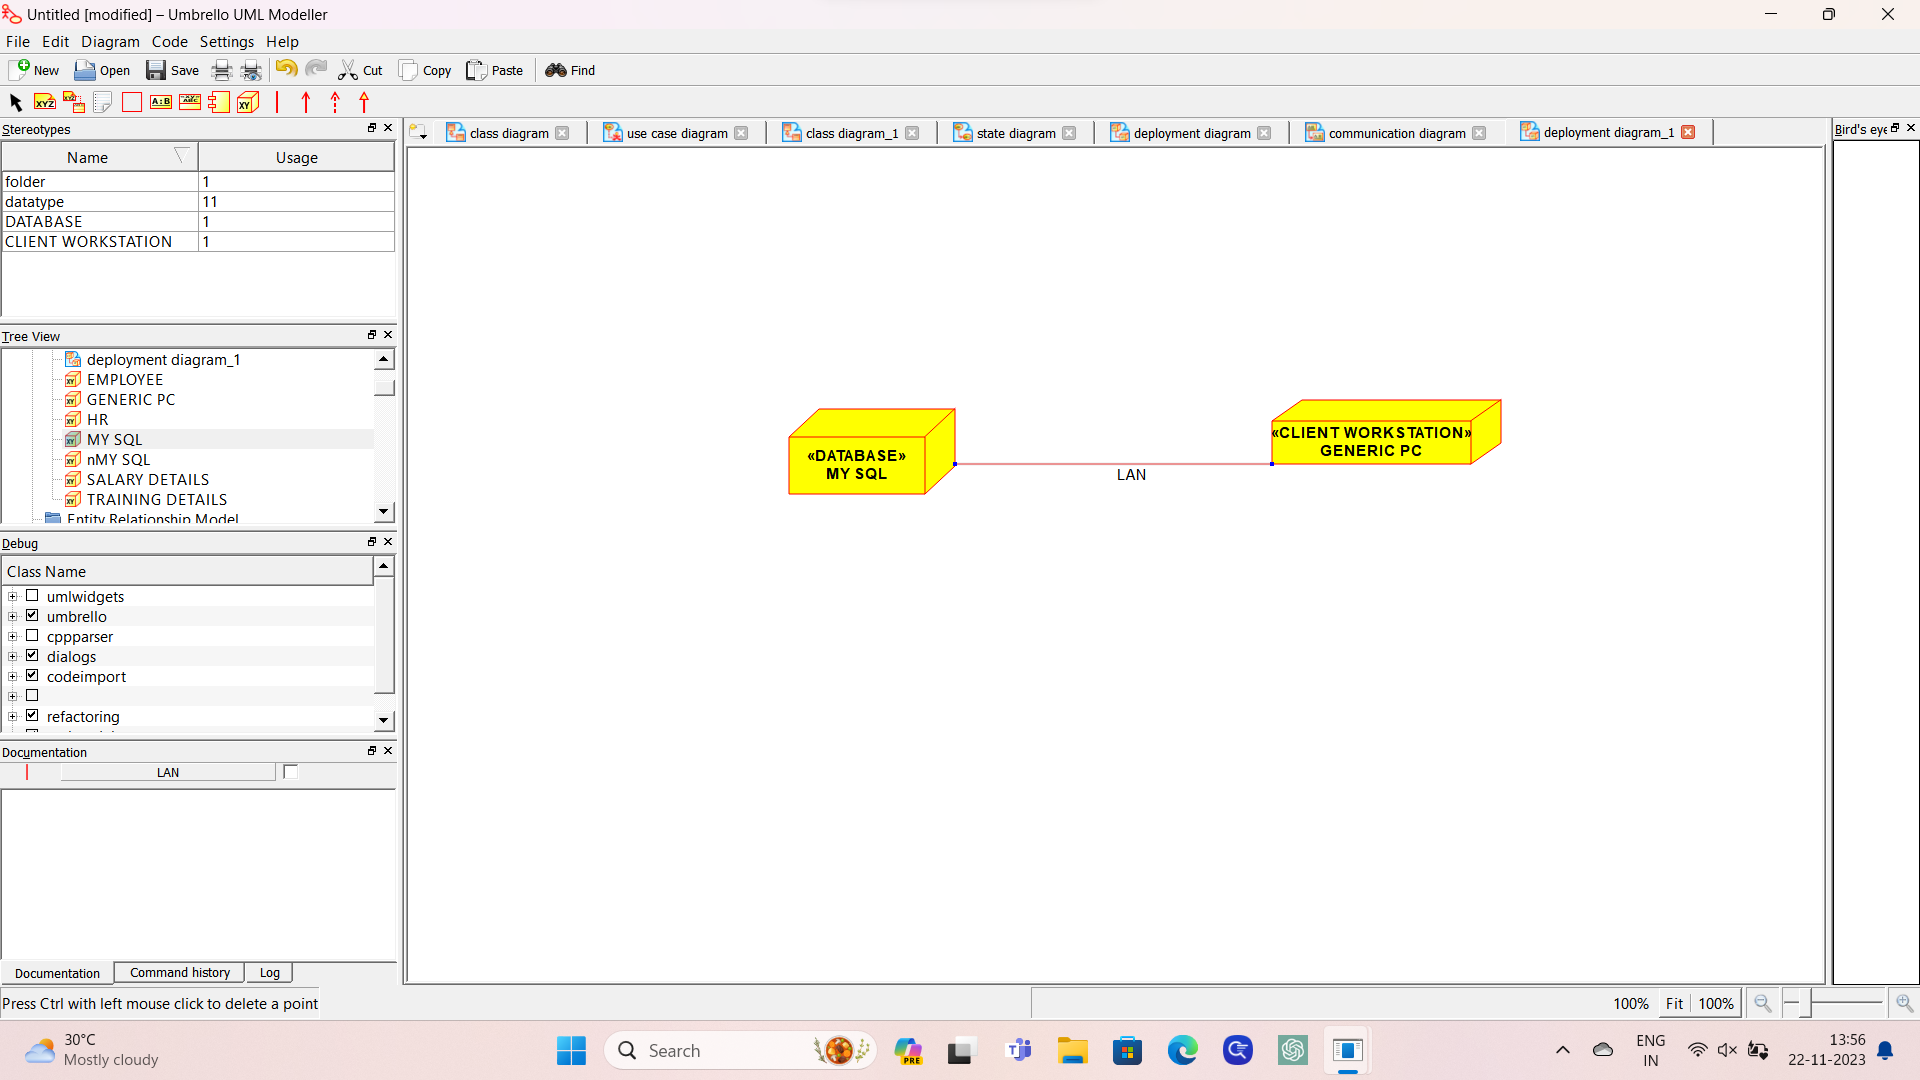 Untitled [modified] – Umbrello UML Modeller
File Edit Diagram Code Settings Help
New Open Save Cut Copy Paste Find
XYZ XYZ A:B ABC XY
Stereotypes
class diagram use case diagram class diagram_1 state diagram deployment diagram communication diagram deployment diagram_1
Bird's eye
Name Usage
folder 1
datatype 11
DATABASE 1
CLIENT WORKSTATION 1
Tree View
deployment diagram_1
EMPLOYEE
GENERIC PC
HR
MY SQL
nMY SQL
SALARY DETAILS
TRAINING DETAILS
Entity Relationship Model
«DATABASE»
MY SQL
LAN
«CLIENT WORKSTATION»
GENERIC PC
Debug
Class Name
umlwidgets
umbrello
cppparser
dialogs
codeimport
refactoring
Documentation
LAN
Documentation Command history Log
Press Ctrl with left mouse click to delete a point
100% Fit 100%
30°C
Mostly cloudy
Search
PRE
ENG
IN
13:56
22-11-2023